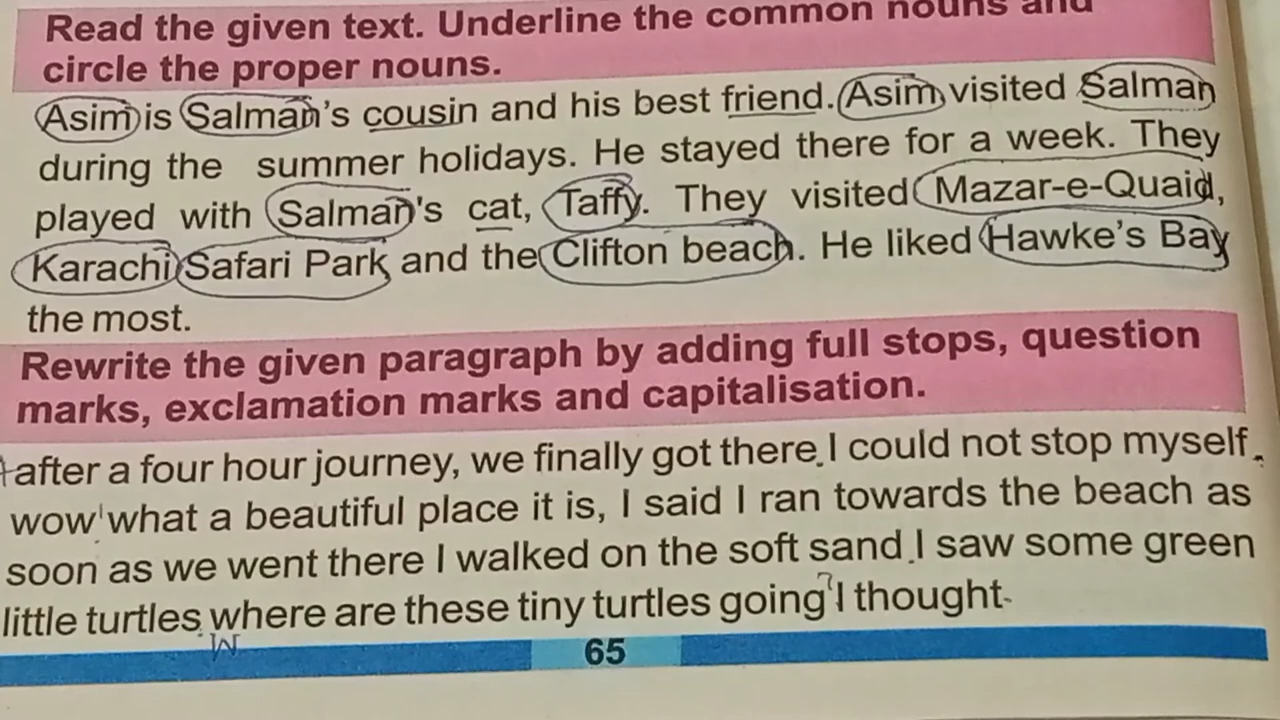 Read the given text. Underline the common nouns and
circle the proper nouns.
Asim is Salman's cousin and his best friend. Asim visited Salman
during the summer holidays. He stayed there for a week. They
played with Salman's cat, Taffy. They visited Mazar-e-Quaid,
Karachi Safari Park and the Clifton beach. He liked Hawke's Bay
the most.
Rewrite the given paragraph by adding full stops, question
marks, exclamation marks and capitalisation.
after a four hour journey, we finally got there. I could not stop myself.
wow! what a beautiful place it is, I said I ran towards the beach as
soon as we went there I walked on the soft sand. I saw some green
little turtles. where are these tiny turtles going? I thought.
W
65